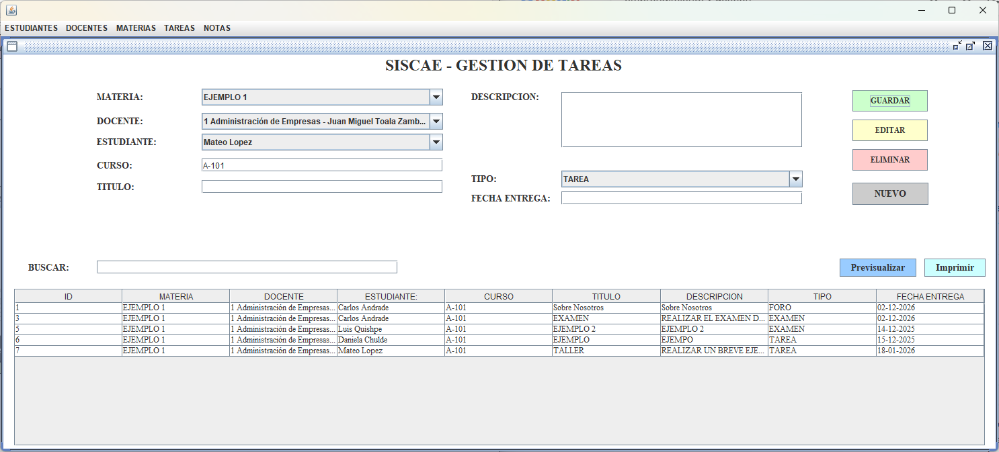 ESTUDIANTES DOCENTES MATERIAS TAREAS NOTAS
SISCAE - GESTION DE TAREAS
MATERIA: EJEMPLO 1
DOCENTE: 1 Administración de Empresas - Juan Miguel Toala Zamb...
ESTUDIANTE: Mateo Lopez
CURSO: A-101
TITULO:
DESCRIPCION:
TIPO: TAREA
FECHA ENTREGA:
GUARDAR
EDITAR
ELIMINAR
NUEVO
BUSCAR:
Previsualizar Imprimir
ID MATERIA DOCENTE ESTUDIANTE: CURSO TITULO DESCRIPCION TIPO FECHA ENTREGA
1 EJEMPLO 1 1 Administración de Empresas... Carlos Andrade A-101 Sobre Nosotros Sobre Nosotros FORO 02-12-2026
3 EJEMPLO 1 1 Administración de Empresas... Carlos Andrade A-101 EXAMEN REALIZAR EL EXAMEN D... EXAMEN 02-12-2026
5 EJEMPLO 1 1 Administración de Empresas... Luis Quishpe A-101 EJEMPLO 2 EJEMPLO 2 EXAMEN 14-12-2025
6 EJEMPLO 1 1 Administración de Empresas... Daniela Chulde A-101 EJEMPLO EJEMPO TAREA 15-12-2025
7 EJEMPLO 1 1 Administración de Empresas... Mateo Lopez A-101 TALLER REALIZAR UN BREVE EJE... TAREA 18-01-2026